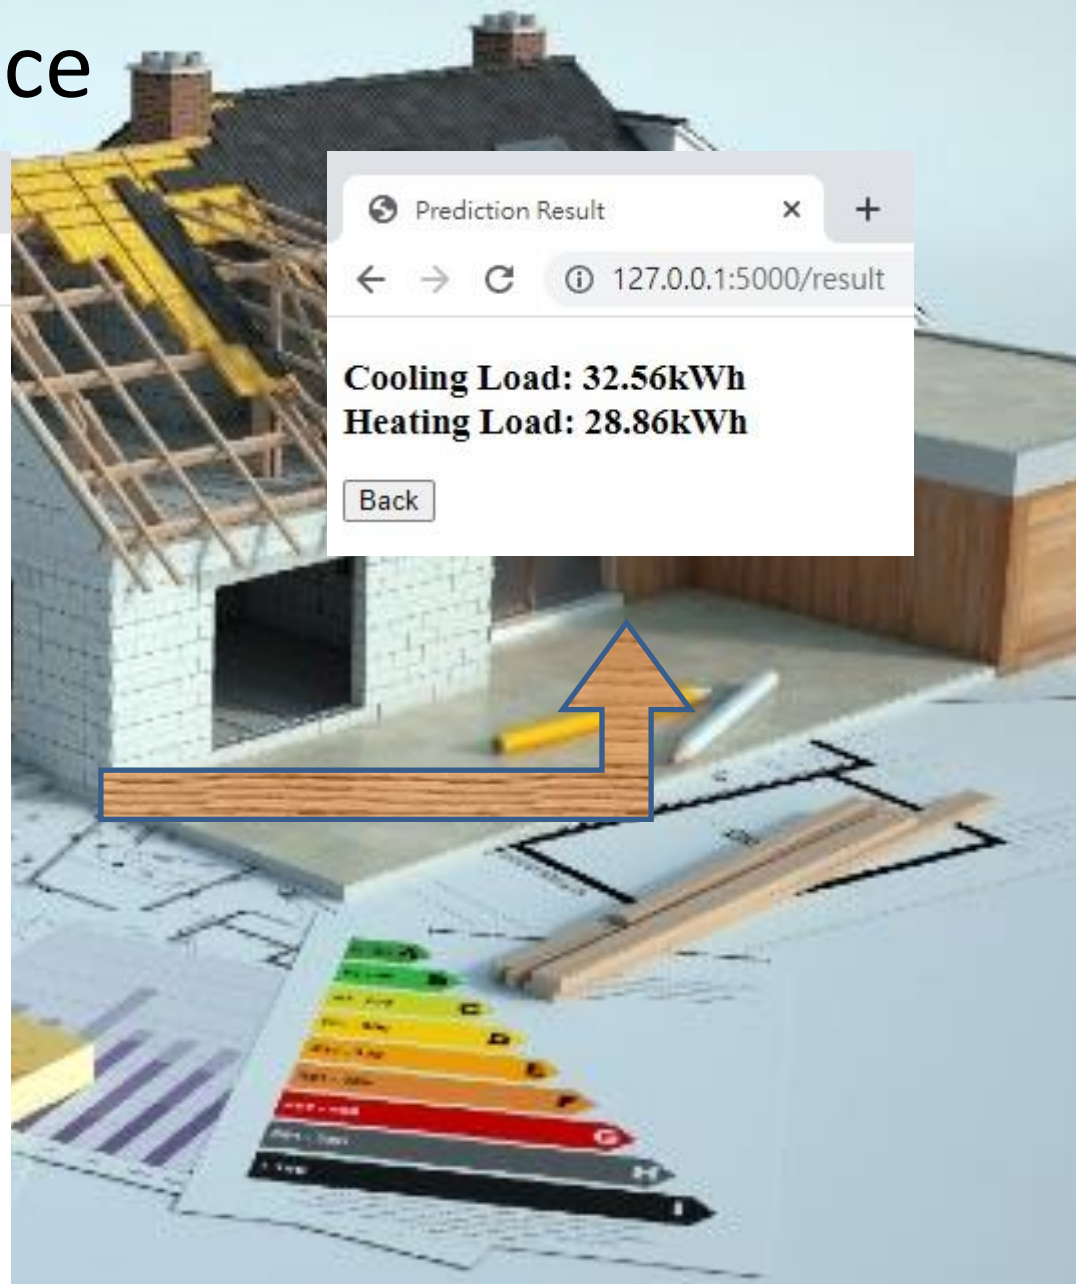 ce
Prediction Result
127.0.0.1:5000/result
Cooling Load: 32.56kWh
Heating Load: 28.86kWh
Back
A
B
C
D
E
F
G
H
I